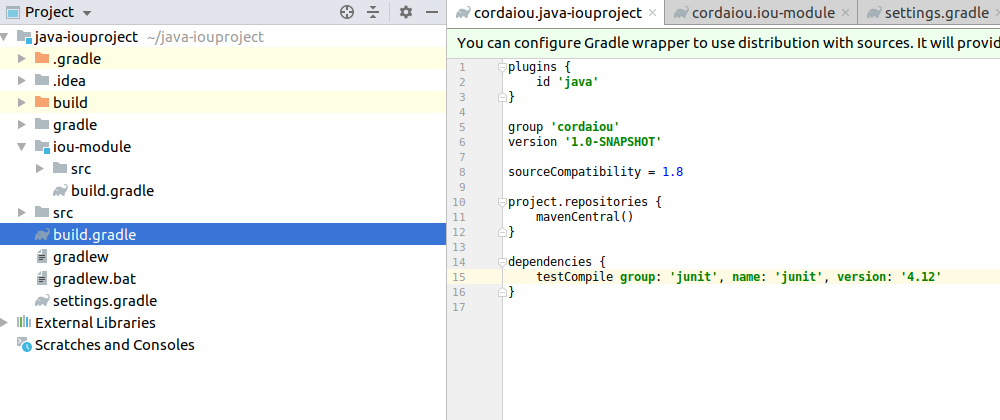 Project
java-iouproject ~/java-iouproject
.gradle
.idea
build
gradle
iou-module
src
build.gradle
src
build.gradle
gradlew
gradlew.bat
settings.gradle
External Libraries
Scratches and Consoles
cordaiou.java-iouproject cordaiou.iou-module settings.gradle
You can configure Gradle wrapper to use distribution with sources. It will provid
1 plugins {
2 id 'java'
3 }
4
5 group 'cordaiou'
6 version '1.0-SNAPSHOT'
7
8 sourceCompatibility = 1.8
9
10 project.repositories {
11 mavenCentral()
12 }
13
14 dependencies {
15 testCompile group: 'junit', name: 'junit', version: '4.12'
16 }
17